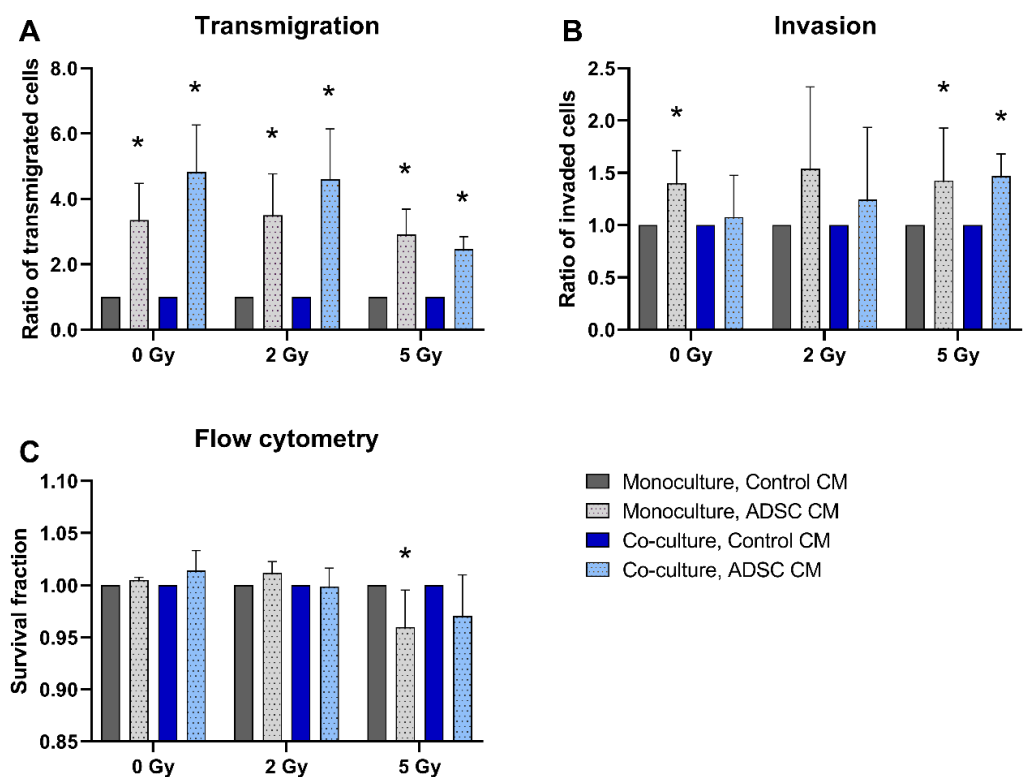 A
Transmigration
Ratio of transmigrated cells
8.0
6.0
4.0
2.0
0.0
* * * * * *
0 Gy 2 Gy 5 Gy
B
Invasion
Ratio of invaded cells
2.5
2.0
1.5
1.0
0.5
0.0
* * *
0 Gy 2 Gy 5 Gy
C
Flow cytometry
Survival fraction
1.10
1.05
1.00
0.95
0.90
0.85
*
0 Gy 2 Gy 5 Gy
Monoculture, Control CM
Monoculture, ADSC CM
Co-culture, Control CM
Co-culture, ADSC CM